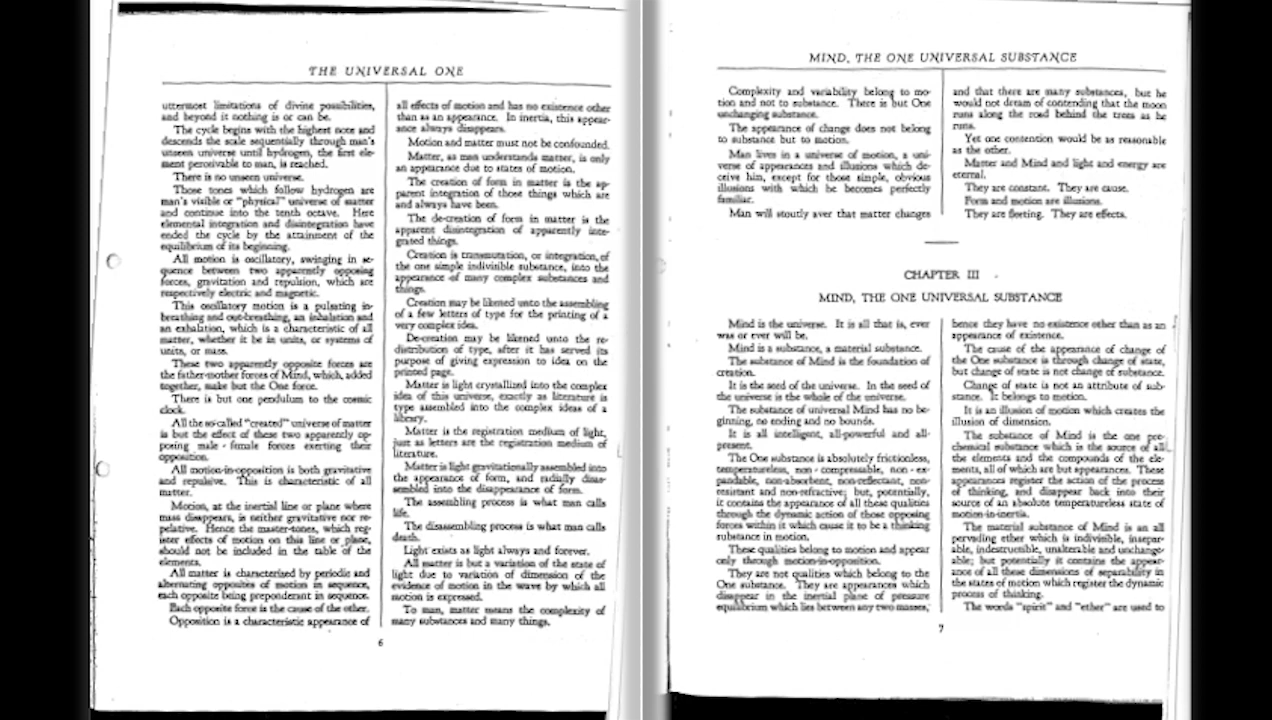 THE UNIVERSAL ONE
uttermost limitations of divine possibilities,
and beyond it nothing is or can be.
The cycle begins with the highest note and
descends the scale sequentially through man's
unseen universe until hydrogen, the first ele-
ment perceivable to man, is reached.
There is no unseen universe.
Those tones which follow hydrogen are
man's visible or "physical" universe of matter
and continue into the tenth octave. Here
elemental integration and disintegration have
ended the cycle by the attainment of the
equilibrium of its beginning.
All motion is oscillatory, swinging in se-
quence between two apparently opposing
forces, gravitation and repulsion, which are
respectively electric and magnetic.
This oscillatory motion is a pulsating in-
breathing and out-breathing, an inhalation and
an exhalation, which is a characteristic of all
matter, whether it be in units, or systems of
units, or mass.
These two apparently opposite forces are
the father-mother forces of Mind, which, added
together, make but the One force.
There is but one pendulum to the cosmic
clock.
All the so-called "created" universe of matter
is but the effect of these two apparently op-
posing male - female forces exerting their
opposition.
All motion-in-opposition is both gravitative
and repulsive. This is characteristic of all
matter.
Motion, at the inertial line or plane where
mass disappears, is neither gravitative nor re-
pelative. Hence the master-tones, which reg-
ister effects of motion on this line or plane,
should not be included in the table of the
elements.
All matter is characterized by periodic and
alternating opposites of motion in sequence,
each opposite being preponderant in sequence.
Each opposite force is the cause of the other.
Opposition is a characteristic appearance of
all effects of motion and has no existence other
than as an appearance. In inertia, this appear-
ance always disappears.
Motion and matter must not be confounded.
Matter, as man understands matter, is only
an appearance due to states of motion.
The creation of form in matter is the ap-
parent integration of those things which are
and always have been.
The de-creation of form in matter is the
apparent disintegration of apparently inte-
grated things.
Creation is transmutation, or integration, of
the one simple indivisible substance, into the
appearance of many complex substances and
things.
Creation may be likened unto the assembling
of a few letters of type for the printing of a
very complex idea.
De-creation may be likened unto the re-
distribution of type, after it has served its
purpose of giving expression to idea on the
printed page.
Matter is light crystallized into the complex
idea of this universe, exactly as literature is
type assembled into the complex ideas of a
library.
Matter is the registration medium of light,
just as letters are the registration medium of
literature.
Matter is light gravitationally assembled into
the appearance of form, and radially disas-
sembled into the disappearance of form.
The assembling process is what man calls
life.
The disassembling process is what man calls
death.
Light exists as light always and forever.
All matter is but a variation of the state of
light due to variation of dimension of the
evidence of motion in the wave by which all
motion is expressed.
To man, matter means the complexity of
many substances and many things.
6
MIND, THE ONE UNIVERSAL SUBSTANCE
Complexity and variability belong to mo-
tion and not to substance. There is but One
unchanging substance.
The appearance of change does not belong
to substance but to motion.
Man lives in a universe of motion, a uni-
verse of appearances and illusions which de-
ceive him, except for those simple, obvious
illusions with which he becomes perfectly
familiar.
Man will stoutly aver that matter changes
and that there are many substances, but he
would not dream of contending that the moon
runs along the road behind the trees as he
runs.
Yet one contention would be as reasonable
as the other.
Matter and Mind and light and energy are
eternal.
They are constant. They are cause.
Form and motion are illusions.
They are fleeting. They are effects.
CHAPTER III
MIND, THE ONE UNIVERSAL SUBSTANCE
Mind is the universe. It is all that is, ever
was or ever will be.
Mind is a substance, a material substance.
The substance of Mind is the foundation of
creation.
It is the seed of the universe. In the seed of
the universe is the whole of the universe.
The substance of universal Mind has no be-
ginning, no ending and no bounds.
It is all intelligent, all-powerful and all-
present.
The One substance is absolutely frictionless,
temperatureless, non - compressable, non - ex-
pandable, non-absorbent, non-reflectant, non-
resistant and non-refractive; but, potentially,
it contains the appearance of all these qualities
through the dynamic action of those opposing
forces within it which cause it to be a thinking
substance in motion.
These qualities belong to motion and appear
only through motion-in-opposition.
They are not qualities which belong to the
One substance. They are appearances which
disappear in the inertial plane of pressure
equilibrium which lies between any two masses,
hence they have no existence other than as an
appearance of existence.
The cause of the appearance of change of
the One substance is through change of state,
but change of state is not change of substance.
Change of state is not an attribute of sub-
stance. It belongs to motion.
It is an illusion of motion which creates the
illusion of dimension.
The substance of Mind is the one pre-
chemical substance which is the source of all
the elements and the compounds of the ele-
ments, all of which are but appearances. These
appearances register the action of the process
of thinking, and disappear back into their
source of an absolute temperatureless state of
motion-in-inertia.
The material substance of Mind is an all
pervading ether which is indivisible, insepar-
able, indestructible, unalterable and unchange-
able; but potentially it contains the appear-
ance of all these dimensions of separability in
the states of motion which register the dynamic
process of thinking.
The words "spirit" and "ether" are used to
7